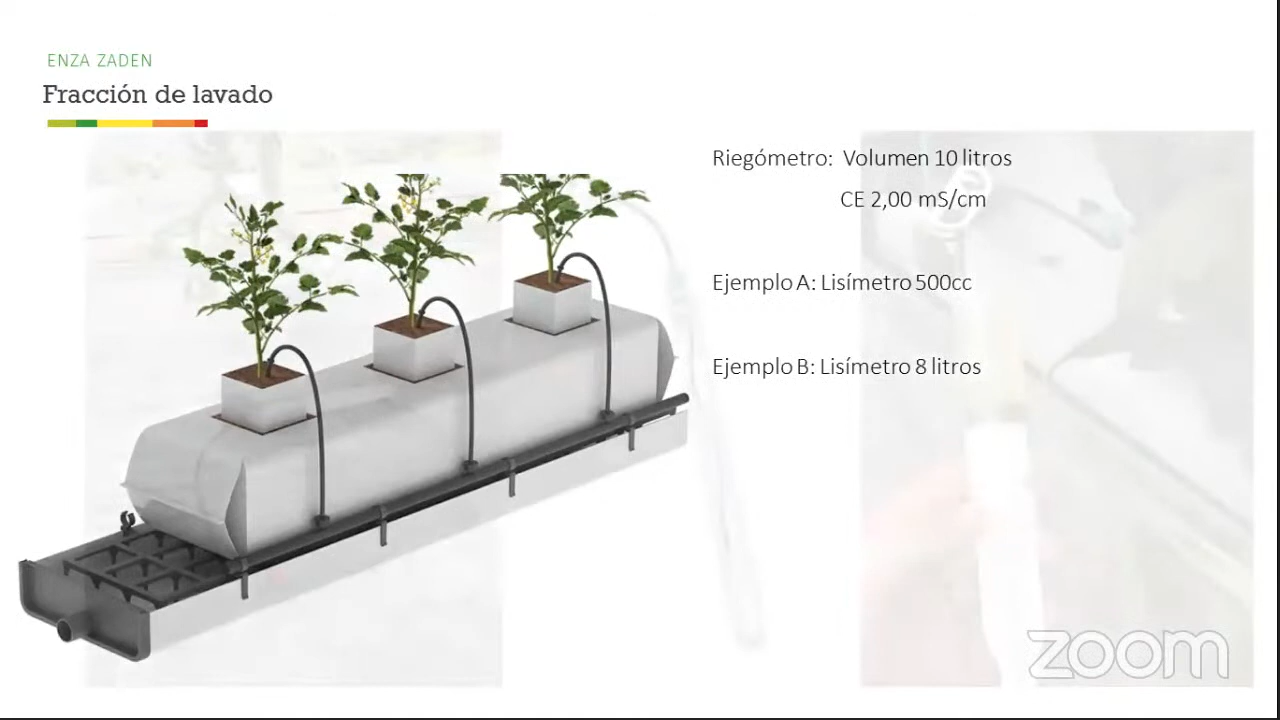 ENZA ZADEN
Fracción de lavado
Riegómetro: Volumen 10 litros
CE 2,00 mS/cm
Ejemplo A: Lisímetro 500cc
Ejemplo B: Lisímetro 8 litros
zoom